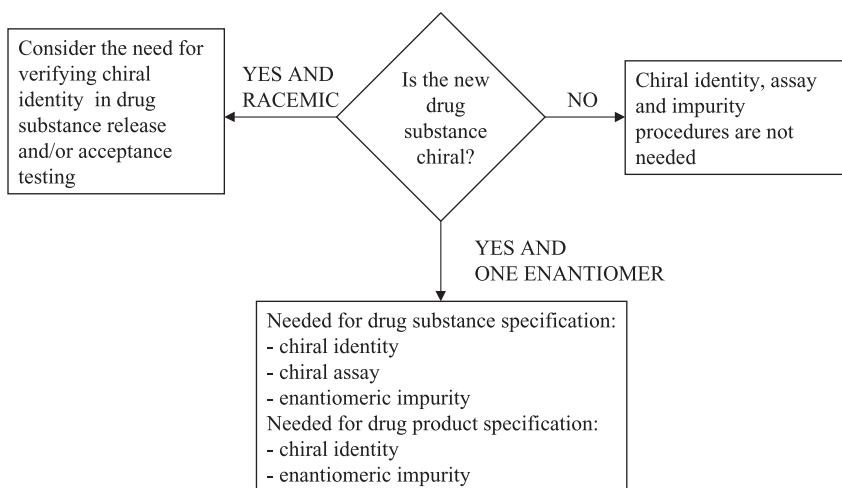 Consider the need for
verifying chiral
identity in drug
substance release
and/or acceptance
testing
YES AND
RACEMIC
Is the new
drug
substance
chiral?
NO
Chiral identity, assay
and impurity
procedures are not
needed
YES AND
ONE ENANTIOMER
Needed for drug substance specification:
- chiral identity
- chiral assay
- enantiomeric impurity
Needed for drug product specification:
- chiral identity
- enantiomeric impurity